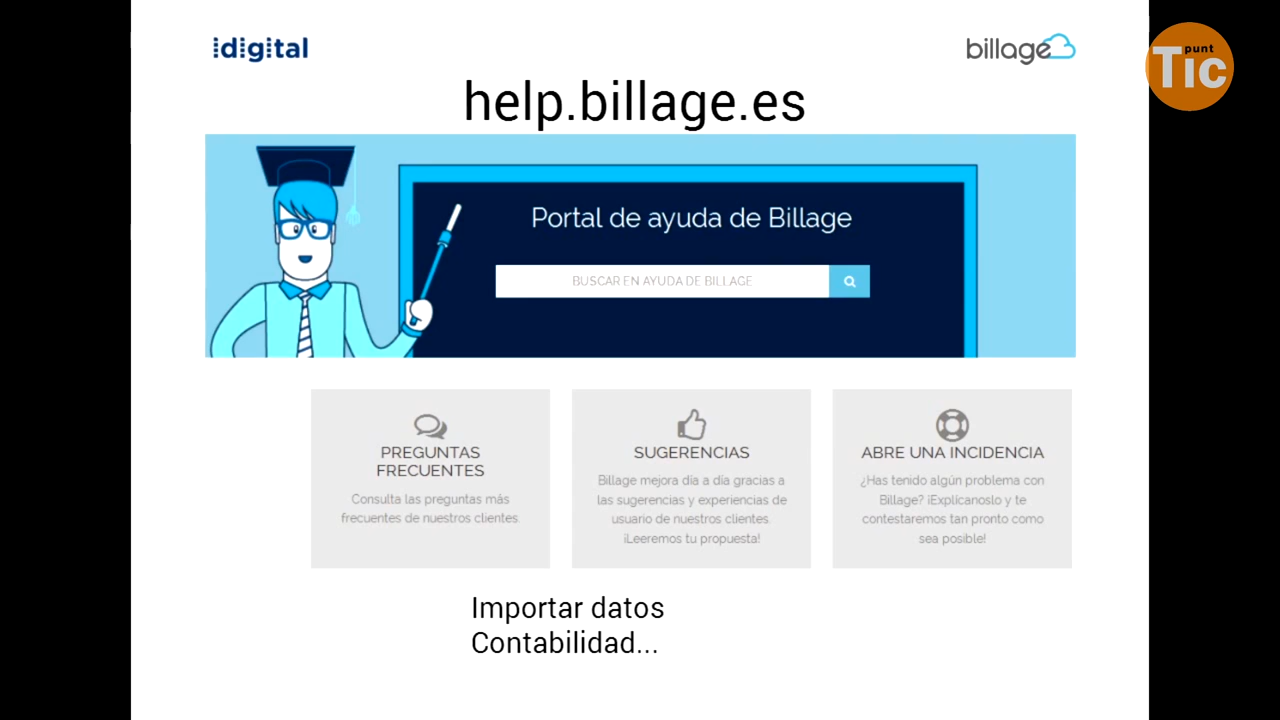 idigital
billage
punt
Tic
help.billage.es
Portal de ayuda de Billage
BUSCAR EN AYUDA DE BILLAGE
PREGUNTAS
FRECUENTES
Consulta las preguntas más
frecuentes de nuestros clientes.
SUGERENCIAS
Billage mejora día a día gracias a
las sugerencias y experiencias de
usuario de nuestros clientes.
¡Leeremos tu propuesta!
ABRE UNA INCIDENCIA
¿Has tenido algún problema con
Billage? ¡Explícanoslo y te
contestaremos tan pronto como
sea posible!
Importar datos
Contabilidad...